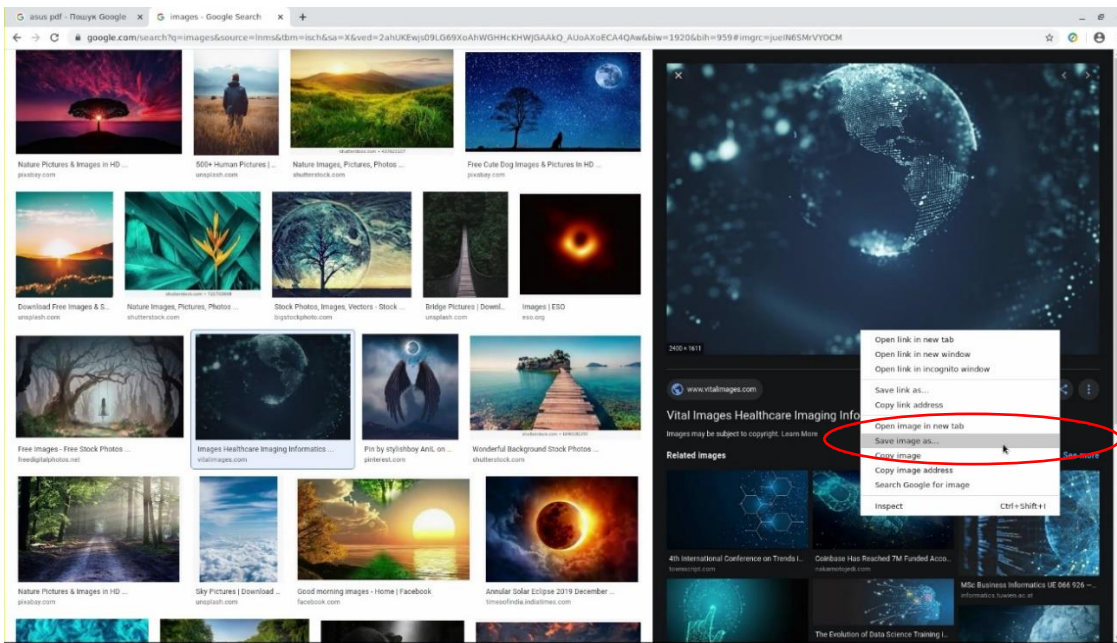 asus pdf - Пошук Google
images - Google Search
google.com/search?q=images&source=lnms&tbm=isch&sa=X&ved=2ahUKEwjs09LG69XoAhWGHHcKHWJGAAkQ_AUoAXoECA4QAw&biw=1920&bih=959#imgrc=jueIN6SMrVYOCM
Nature Pictures & Images in HD ...
pixabay.com
500+ Human Pictures | ...
unsplash.com
Nature Images, Pictures, Photos ...
shutterstock.com
Free Cute Dog Images & Pictures In HD ...
pixabay.com
Download Free Images & S...
unsplash.com
Nature Images, Pictures, Photos ...
shutterstock.com
Stock Photos, Images, Vectors - Stock ...
bigstockphoto.com
Bridge Pictures | Downl...
unsplash.com
Images | ESO
eso.org
Free Images - Free Stock Photos ...
freedigitalphotos.net
Images Healthcare Imaging Informatics ...
vitalimages.com
Pin by stylishboy AniL on ...
pinterest.com
Wonderful Background Stock Photos ...
shutterstock.com
Nature Pictures & Images in HD ...
pixabay.com
Sky Pictures | Download ...
unsplash.com
Good morning images - Home | Facebook
facebook.com
Annular Solar Eclipse 2019 December ...
timesofindia.indiatimes.com
2400 × 1611
www.vitalimages.com
Vital Images Healthcare Imaging Info
Images may be subject to copyright. Learn More
Related images
See more
Open link in new tab
Open link in new window
Open link in incognito window
Save link as...
Copy link address
Open image in new tab
Save image as...
Copy image
Copy image address
Search Google for image
Inspect Ctrl+Shift+I
4th International Conference on Trends i...
townscript.com
Coinbase Has Reached 7M Funded Acco...
nakamotojedi.com
MSc Business Informatics UE 066 926 — ...
informatics.tuwien.ac.at
The Evolution of Data Science Training i...